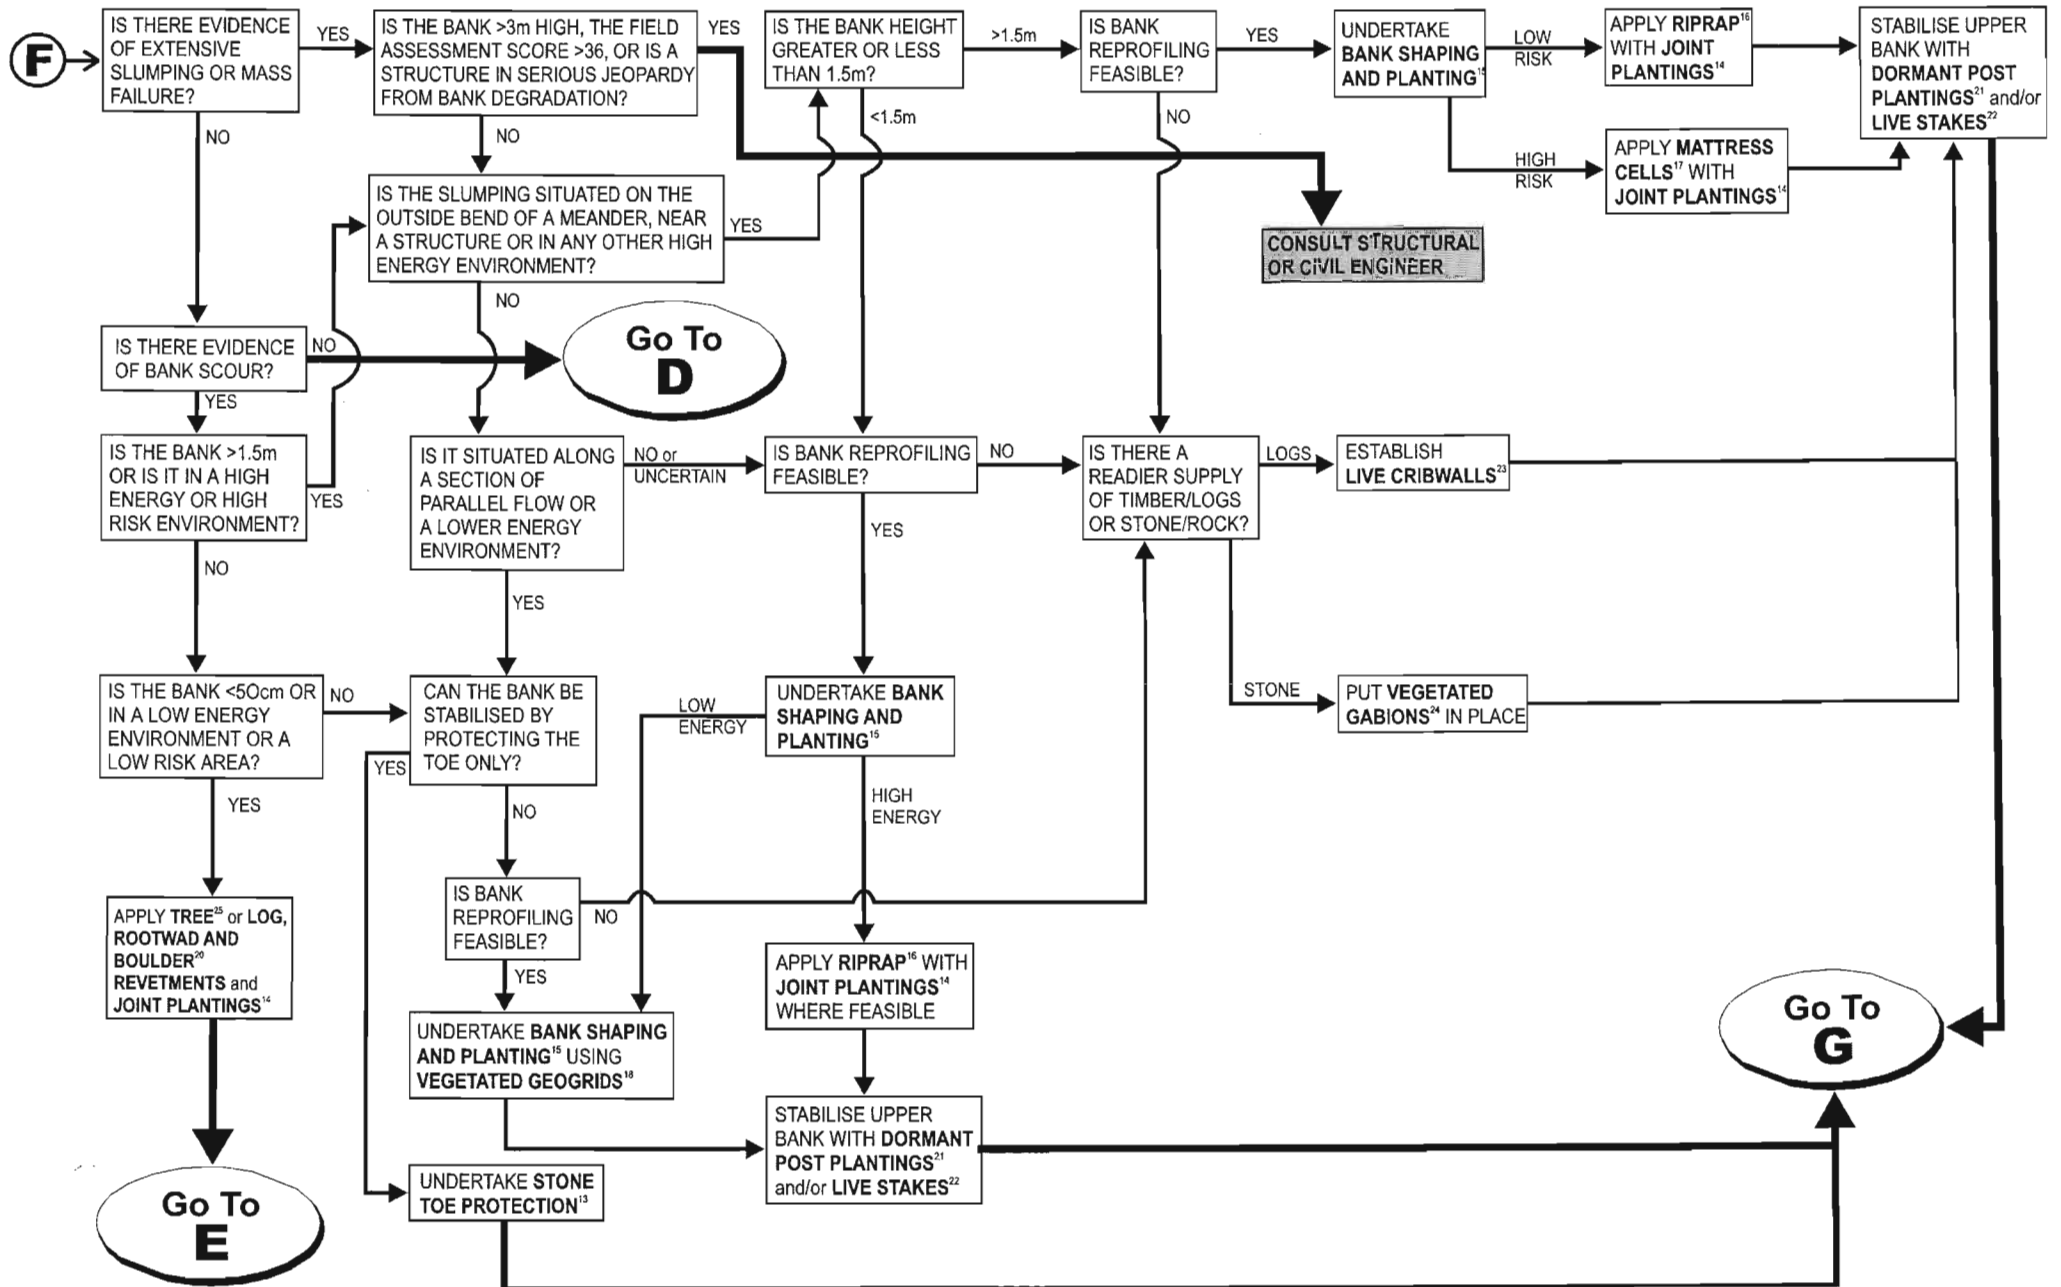 F
IS THERE EVIDENCE
OF EXTENSIVE
SLUMPING OR MASS
FAILURE?
YES
NO
IS THE BANK >3m HIGH, THE FIELD
ASSESSMENT SCORE >36, OR IS A
STRUCTURE IN SERIOUS JEOPARDY
FROM BANK DEGRADATION?
YES
NO
IS THE BANK HEIGHT
GREATER OR LESS
THAN 1.5m?
>1.5m
<1.5m
IS BANK
REPROFILING
FEASIBLE?
YES
NO
UNDERTAKE
BANK SHAPING
AND PLANTING15
LOW
RISK
HIGH
RISK
APPLY RIPRAP16
WITH JOINT
PLANTINGS14
APPLY MATTRESS
CELLS17 WITH
JOINT PLANTINGS14
STABILISE UPPER
BANK WITH
DORMANT POST
PLANTINGS21 and/or
LIVE STAKES22
IS THE SLUMPING SITUATED ON THE
OUTSIDE BEND OF A MEANDER, NEAR
A STRUCTURE OR IN ANY OTHER HIGH
ENERGY ENVIRONMENT?
YES
NO
CONSULT STRUCTURAL
OR CIVIL ENGINEER
IS THERE EVIDENCE
OF BANK SCOUR?
NO
YES
Go To
D
IS THE BANK >1.5m
OR IS IT IN A HIGH
ENERGY OR HIGH
RISK ENVIRONMENT?
YES
NO
IS IT SITUATED ALONG
A SECTION OF
PARALLEL FLOW OR
A LOWER ENERGY
ENVIRONMENT?
NO or
UNCERTAIN
YES
IS BANK REPROFILING
FEASIBLE?
NO
YES
IS THERE A
READIER SUPPLY
OF TIMBER/LOGS
OR STONE/ROCK?
LOGS
STONE
ESTABLISH
LIVE CRIBWALLS23
PUT VEGETATED
GABIONS24 IN PLACE
IS THE BANK <50cm OR
IN A LOW ENERGY
ENVIRONMENT OR A
LOW RISK AREA?
NO
YES
CAN THE BANK BE
STABILISED BY
PROTECTING THE
TOE ONLY?
YES
NO
UNDERTAKE BANK
SHAPING AND
PLANTING15
LOW
ENERGY
HIGH
ENERGY
APPLY TREE25 or LOG,
ROOTWAD AND
BOULDER20
REVETMENTS and
JOINT PLANTINGS14
IS BANK
REPROFILING
FEASIBLE?
NO
YES
APPLY RIPRAP16 WITH
JOINT PLANTINGS14
WHERE FEASIBLE
UNDERTAKE BANK SHAPING
AND PLANTING15 USING
VEGETATED GEOGRIDS18
STABILISE UPPER
BANK WITH DORMANT
POST PLANTINGS21
and/or LIVE STAKES22
UNDERTAKE STONE
TOE PROTECTION13
Go To
E
Go To
G